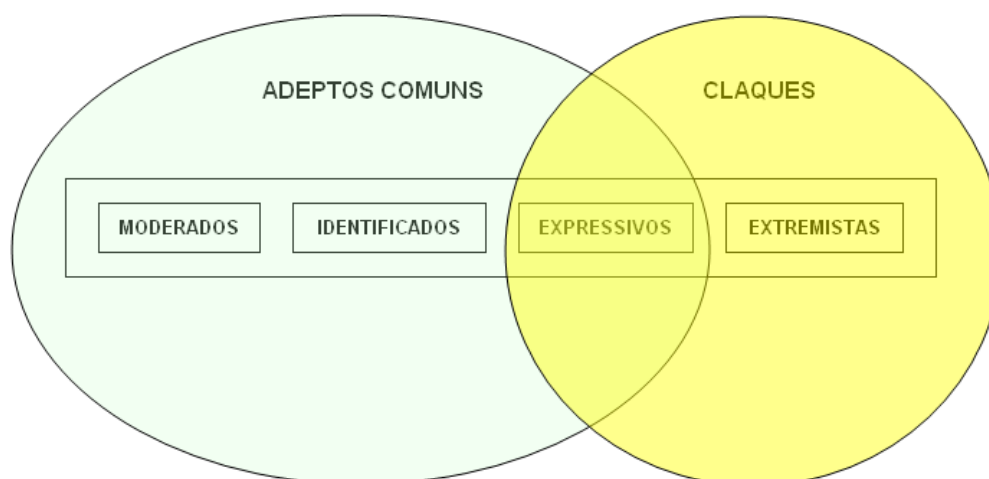 ADEPTOS COMUNS CLAQUES
MODERADOS IDENTIFICADOS EXPRESSIVOS EXTREMISTAS